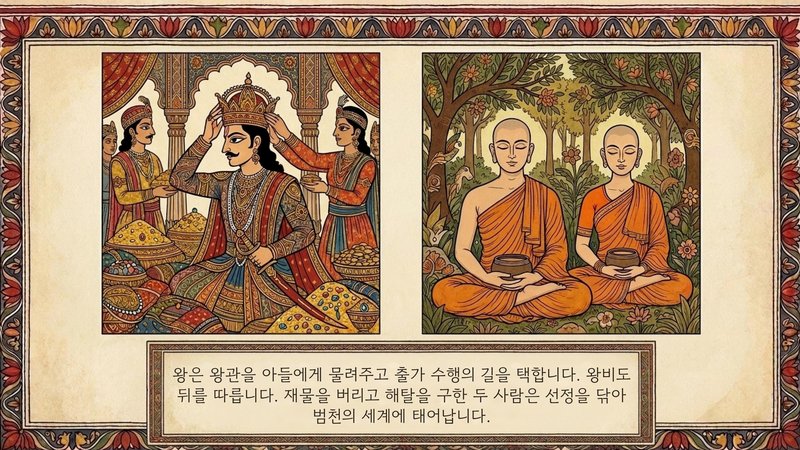 왕은 왕관을 아들에게 물려주고 출가 수행의 길을 택합니다. 왕비도
뒤를 따릅니다. 재물을 버리고 해탈을 구한 두 사람은 선정을 닦아
범천의 세계에 태어납니다.